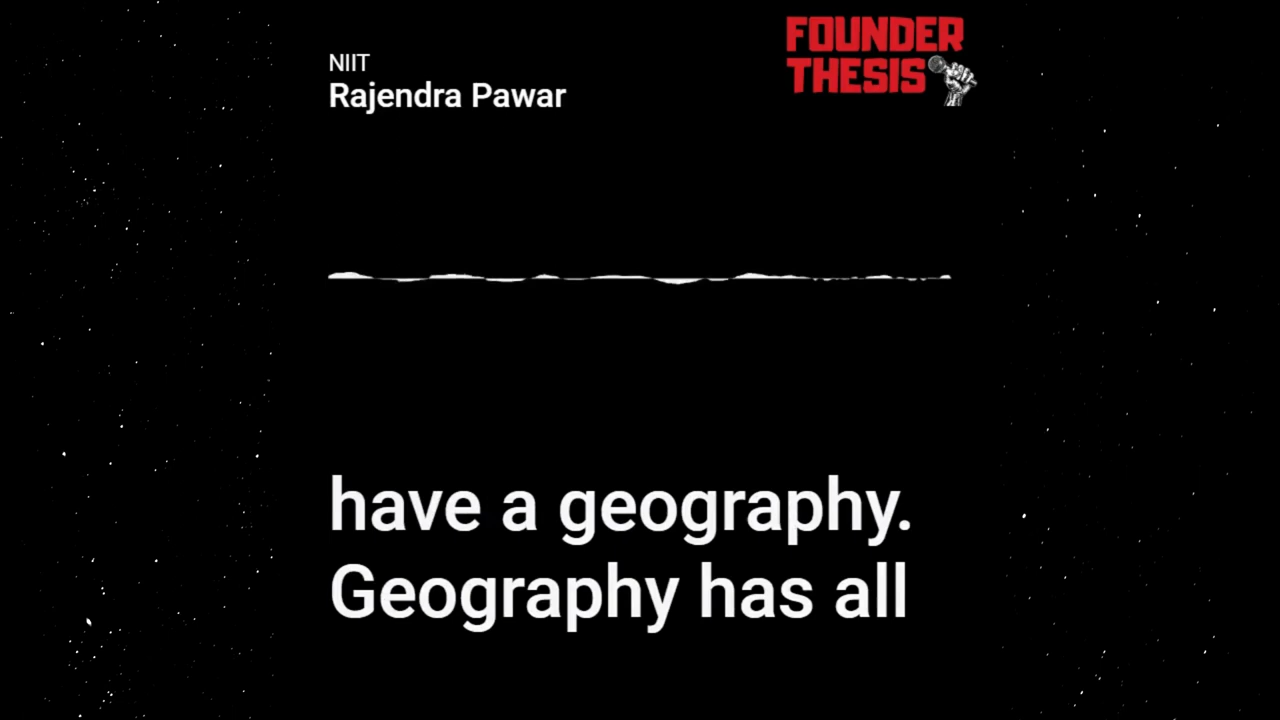 NIIT
Rajendra Pawar
FOUNDER
THESIS
have a geography.
Geography has all